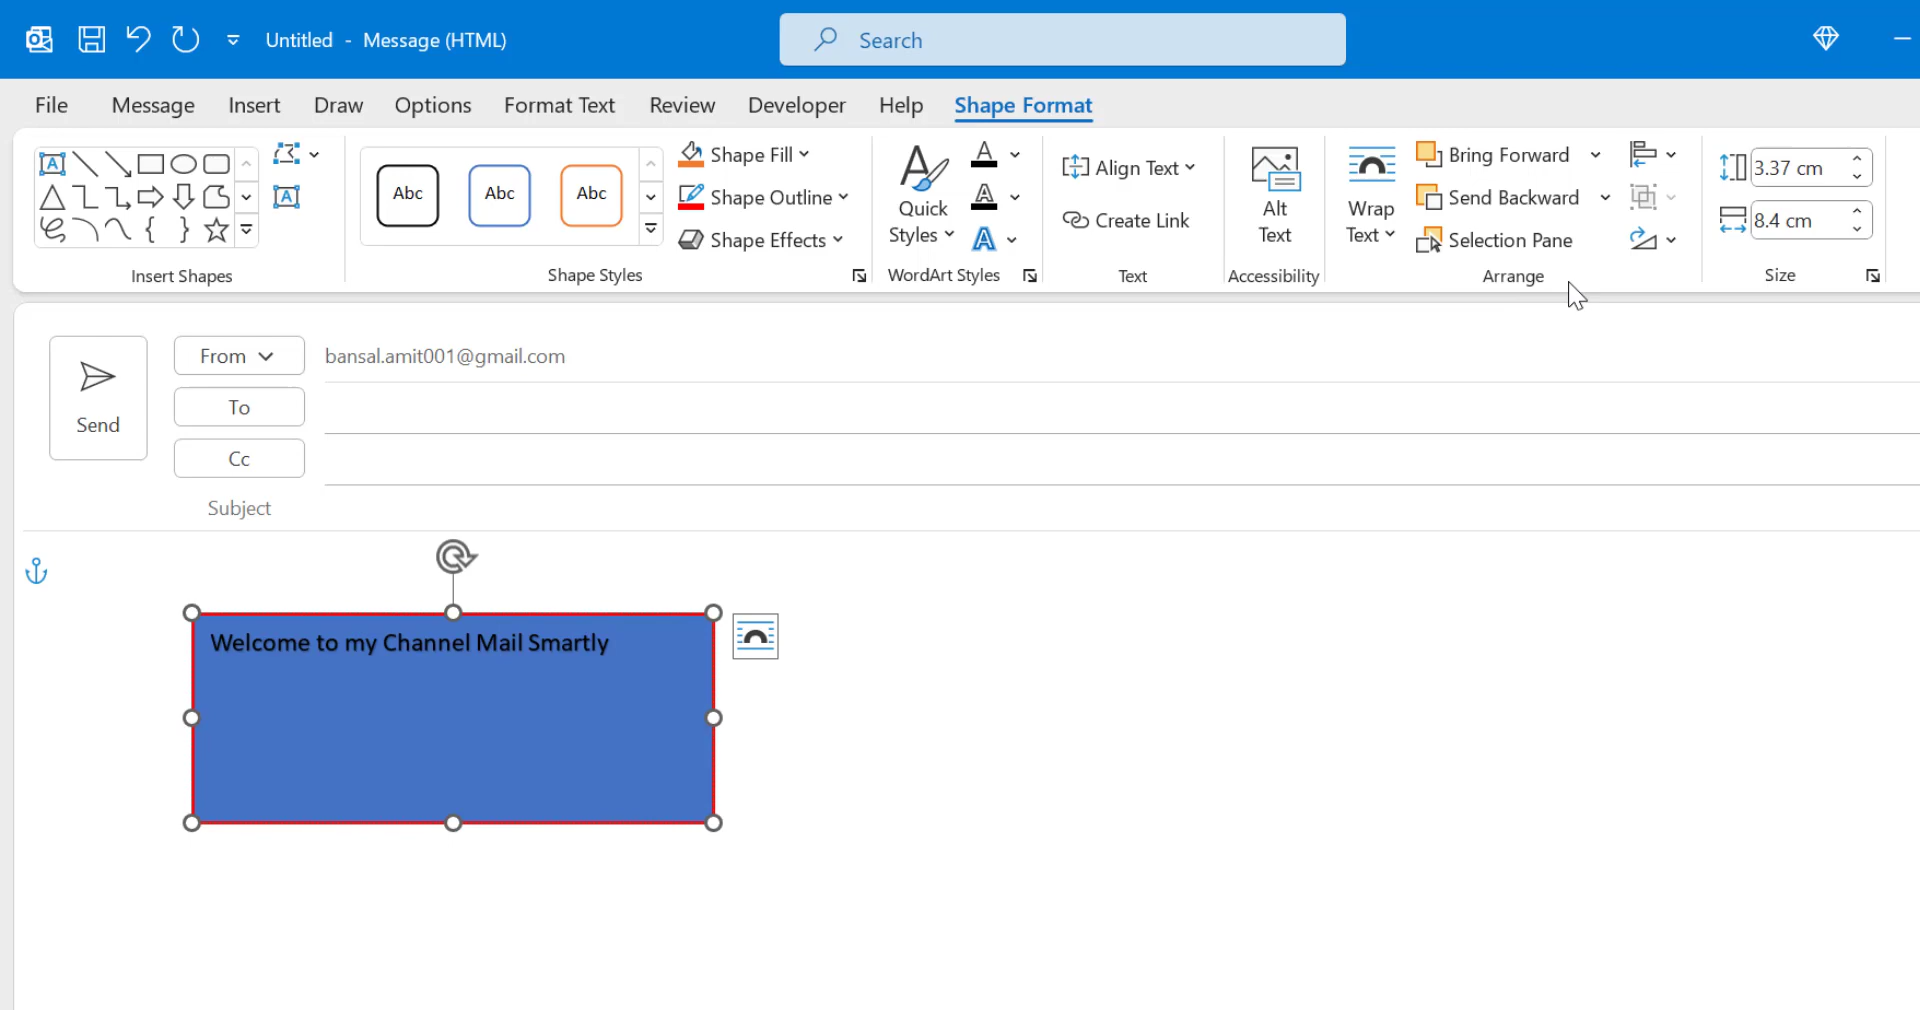 Untitled - Message (HTML)
Search
File Message Insert Draw Options Format Text Review Developer Help Shape Format
Insert Shapes
Abc Abc Abc
Shape Fill
Shape Outline
Shape Effects
Shape Styles
Quick
Styles
WordArt Styles
Align Text
Create Link
Text
Alt
Text
Accessibility
Wrap
Text
Bring Forward
Send Backward
Selection Pane
Arrange
3.37 cm
8.4 cm
Size
Send
From
bansal.amit001@gmail.com
To
Cc
Subject
Welcome to my Channel Mail Smartly